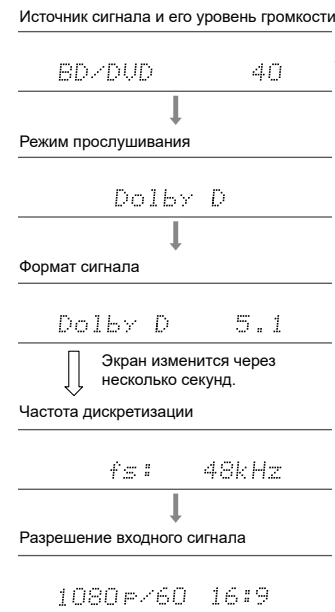 Источник сигнала и его уровень громкости
BD/DVD 40
Режим прослушивания
Dolby D
Формат сигнала
Dolby D 5.1
Экран изменится через
несколько секунд.
Частота дискретизации
fs: 48kHz
Разрешение входного сигнала
1080p/60 16:9